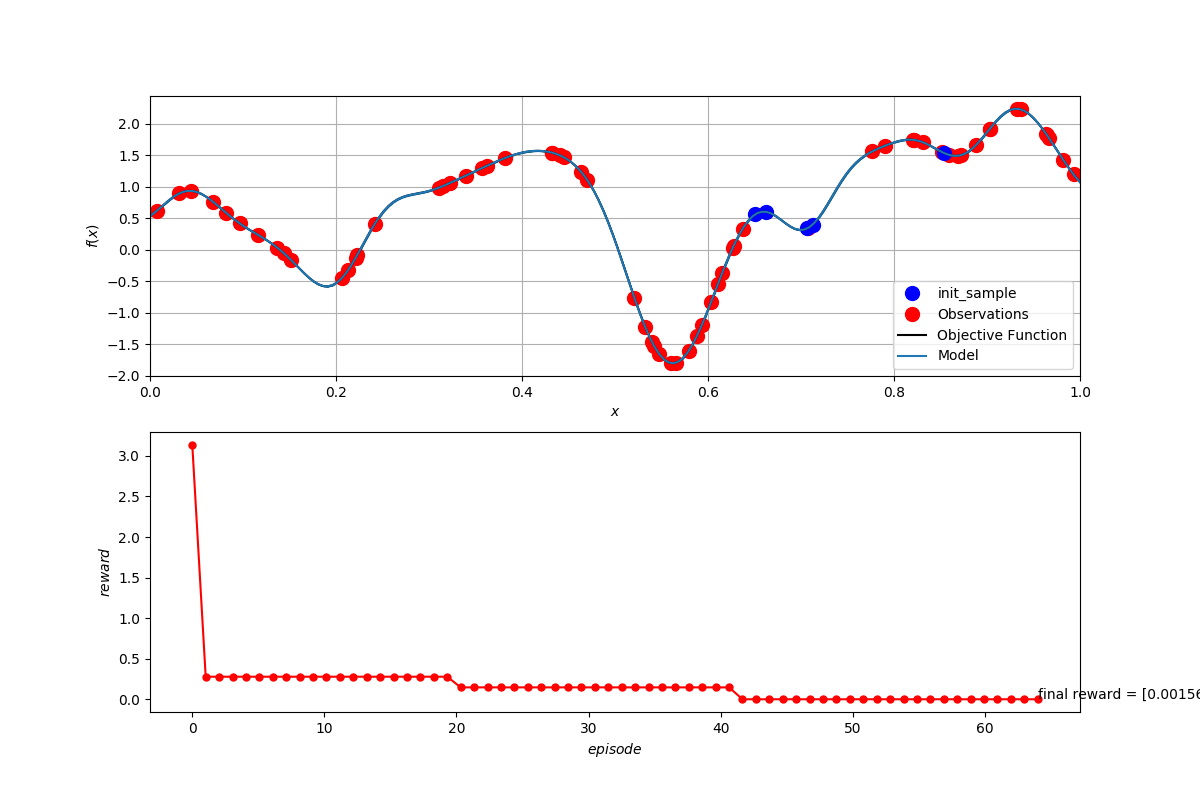 2.0
1.5
1.0
0.5
0.0
−0.5
−1.0
−1.5
−2.0
f(x)
init_sample
Observations
Objective Function
Model
0.0 0.2 0.4 0.6 0.8 1.0
x
3.0
2.5
2.0
1.5
1.0
0.5
0.0
reward
final reward = [0.00156
0 10 20 30 40 50 60
episode